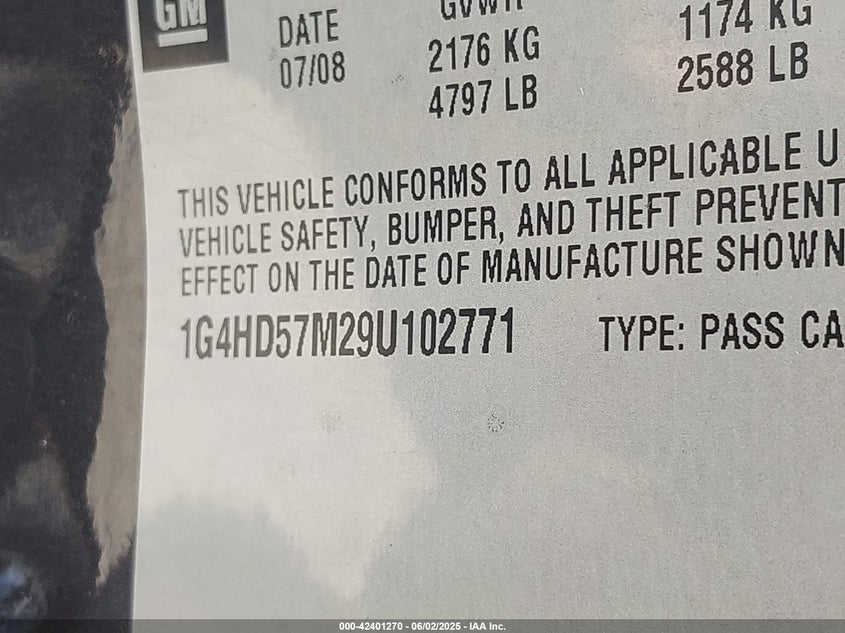 GM
DATE
07/08
GVWR
2176 KG
4797 LB
1174 KG
2588 LB
THIS VEHICLE CONFORMS TO ALL APPLICABLE U
VEHICLE SAFETY, BUMPER, AND THEFT PREVENT
EFFECT ON THE DATE OF MANUFACTURE SHOWN
1G4HD57M29U102771 TYPE: PASS CA
000-42401270 - 06/02/2025 - IAA Inc.